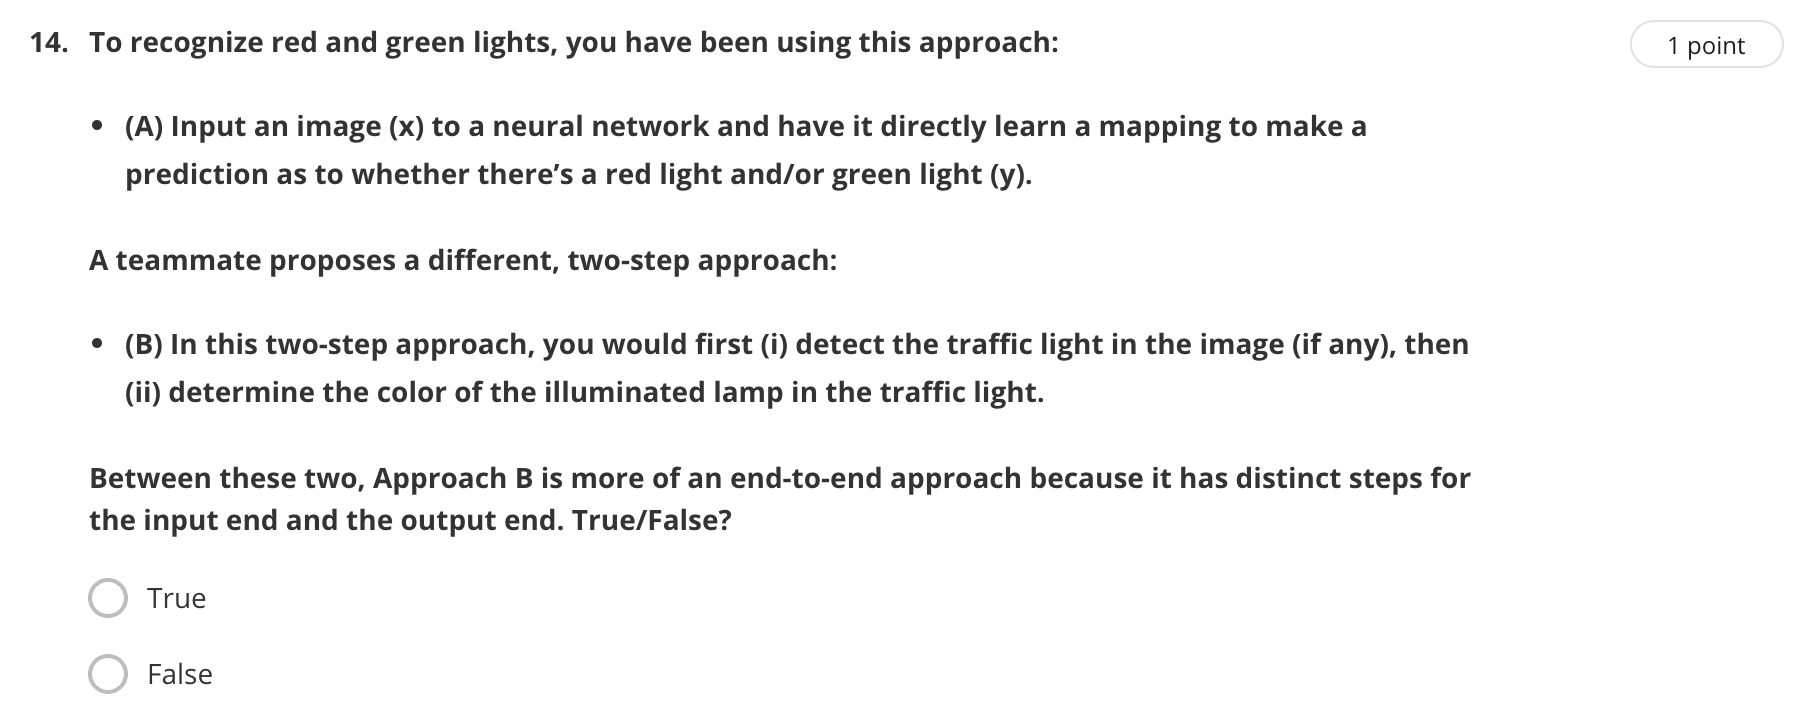 14. To recognize red and green lights, you have been using this approach:
1 point
• (A) Input an image (x) to a neural network and have it directly learn a mapping to make a
prediction as to whether there’s a red light and/or green light (y).
A teammate proposes a different, two-step approach:
• (B) In this two-step approach, you would first (i) detect the traffic light in the image (if any), then
(ii) determine the color of the illuminated lamp in the traffic light.
Between these two, Approach B is more of an end-to-end approach because it has distinct steps for
the input end and the output end. True/False?
True
False